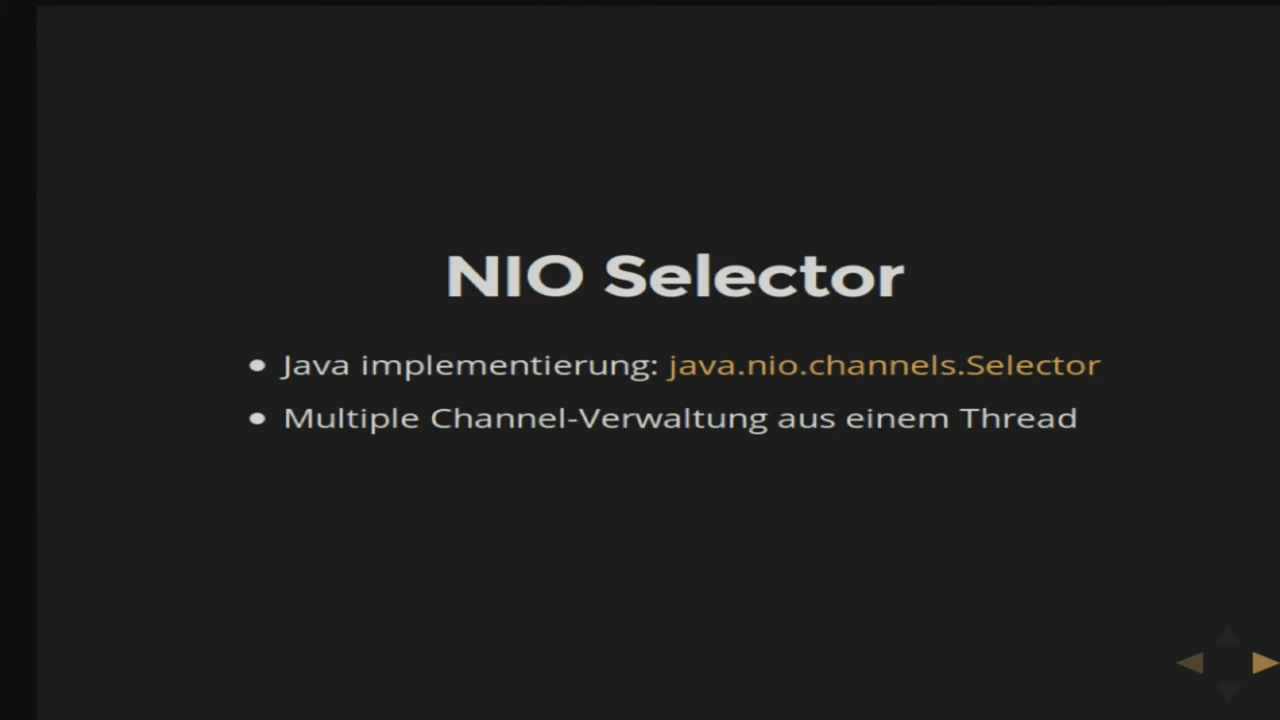 NIO Selector
• Java implementierung: java.nio.channels.Selector
• Multiple Channel-Verwaltung aus einem Thread